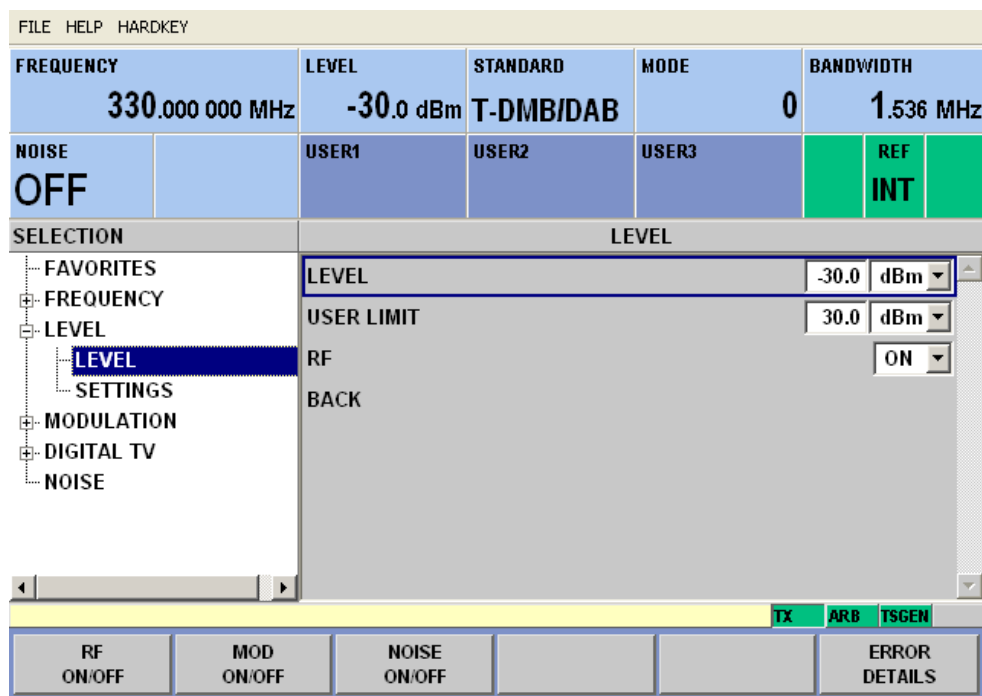 FILE HELP HARDKEY
FREQUENCY LEVEL STANDARD MODE BANDWIDTH
330.000 000 MHz -30.0 dBm T-DMB/DAB 0 1.536 MHz
NOISE USER1 USER2 USER3 REF
OFF INT
SELECTION LEVEL
FAVORITES
FREQUENCY
LEVEL
LEVEL
SETTINGS
MODULATION
DIGITAL TV
NOISE
LEVEL -30.0 dBm
USER LIMIT 30.0 dBm
RF ON
BACK
TX ARB TSGEN
RF ON/OFF
MOD ON/OFF
NOISE ON/OFF
ERROR DETAILS